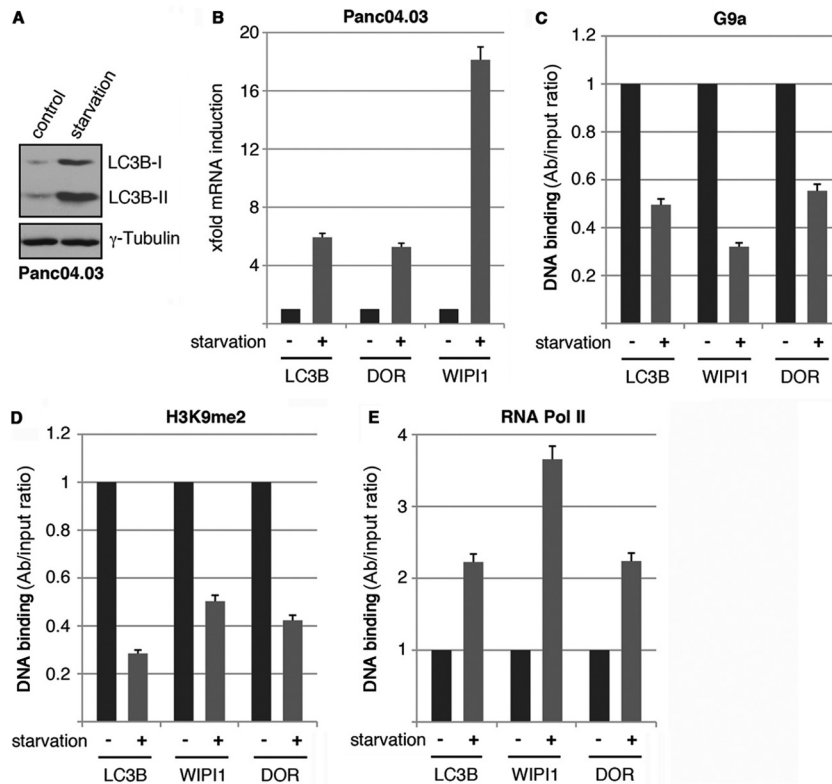 A
control
starvation
LC3B-I
LC3B-II
γ-Tubulin
Panc04.03
B
Panc04.03
xfold mRNA induction
20
16
12
8
4
starvation - + - + - +
LC3B DOR WIPI1
C
G9a
DNA binding (Ab/input ratio)
1.2
1
0.8
0.6
0.4
0.2
starvation - + - + - +
LC3B WIPI1 DOR
D
H3K9me2
DNA binding (Ab/input ratio)
1.2
1
0.8
0.6
0.4
0.2
starvation - + - + - +
LC3B WIPI1 DOR
E
RNA Pol II
DNA binding (Ab/input ratio)
4
3
2
1
starvation - + - + - +
LC3B WIPI1 DOR